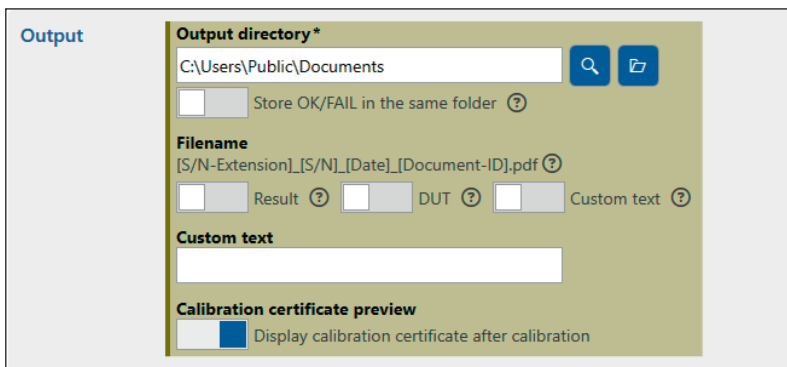 Output
Output directory*
C:\Users\Public\Documents
Store OK/FAIL in the same folder ?
Filename
[S/N-Extension]_[S/N]_[Date]_[Document-ID].pdf ?
Result ? DUT ? Custom text ?
Custom text
Calibration certificate preview
Display calibration certificate after calibration